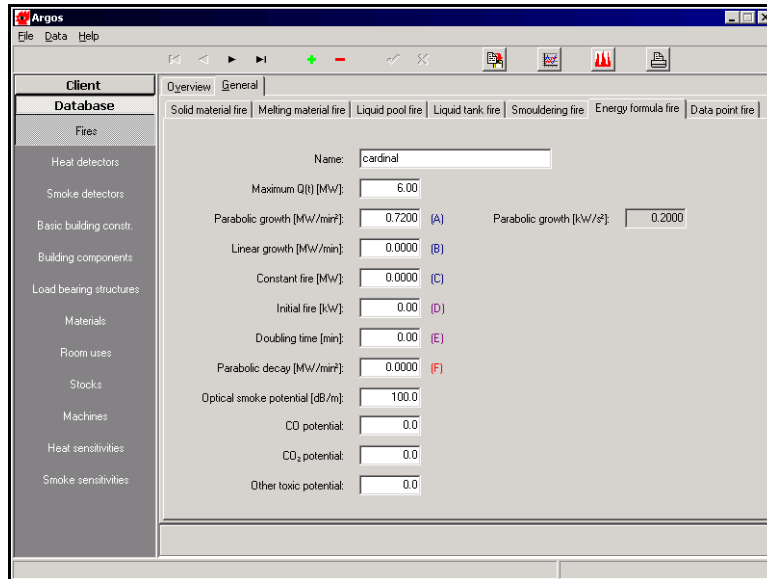 Argos
File Data Help
Client
Database
Fires
Heat detectors
Smoke detectors
Basic building constr.
Building components
Load bearing structures
Materials
Room uses
Stocks
Machines
Heat sensitivities
Smoke sensitivities
Overview General
Solid material fire Melting material fire Liquid pool fire Liquid tank fire Smouldering fire Energy formula fire Data point fire
Name: cardinal
Maximum Q(t) [MW]: 6.00
Parabolic growth [MW/min²]: 0.7200 (A) Parabolic growth [kW/s²]: 0.2000
Linear growth [MW/min]: 0.0000 (B)
Constant fire [MW]: 0.0000 (C)
Initial fire [kW]: 0.00 (D)
Doubling time [min]: 0.00 (E)
Parabolic decay [MW/min²]: 0.0000 (F)
Optical smoke potential [dB/m]: 100.0
CO potential: 0.0
CO₂ potential: 0.0
Other toxic potential: 0.0